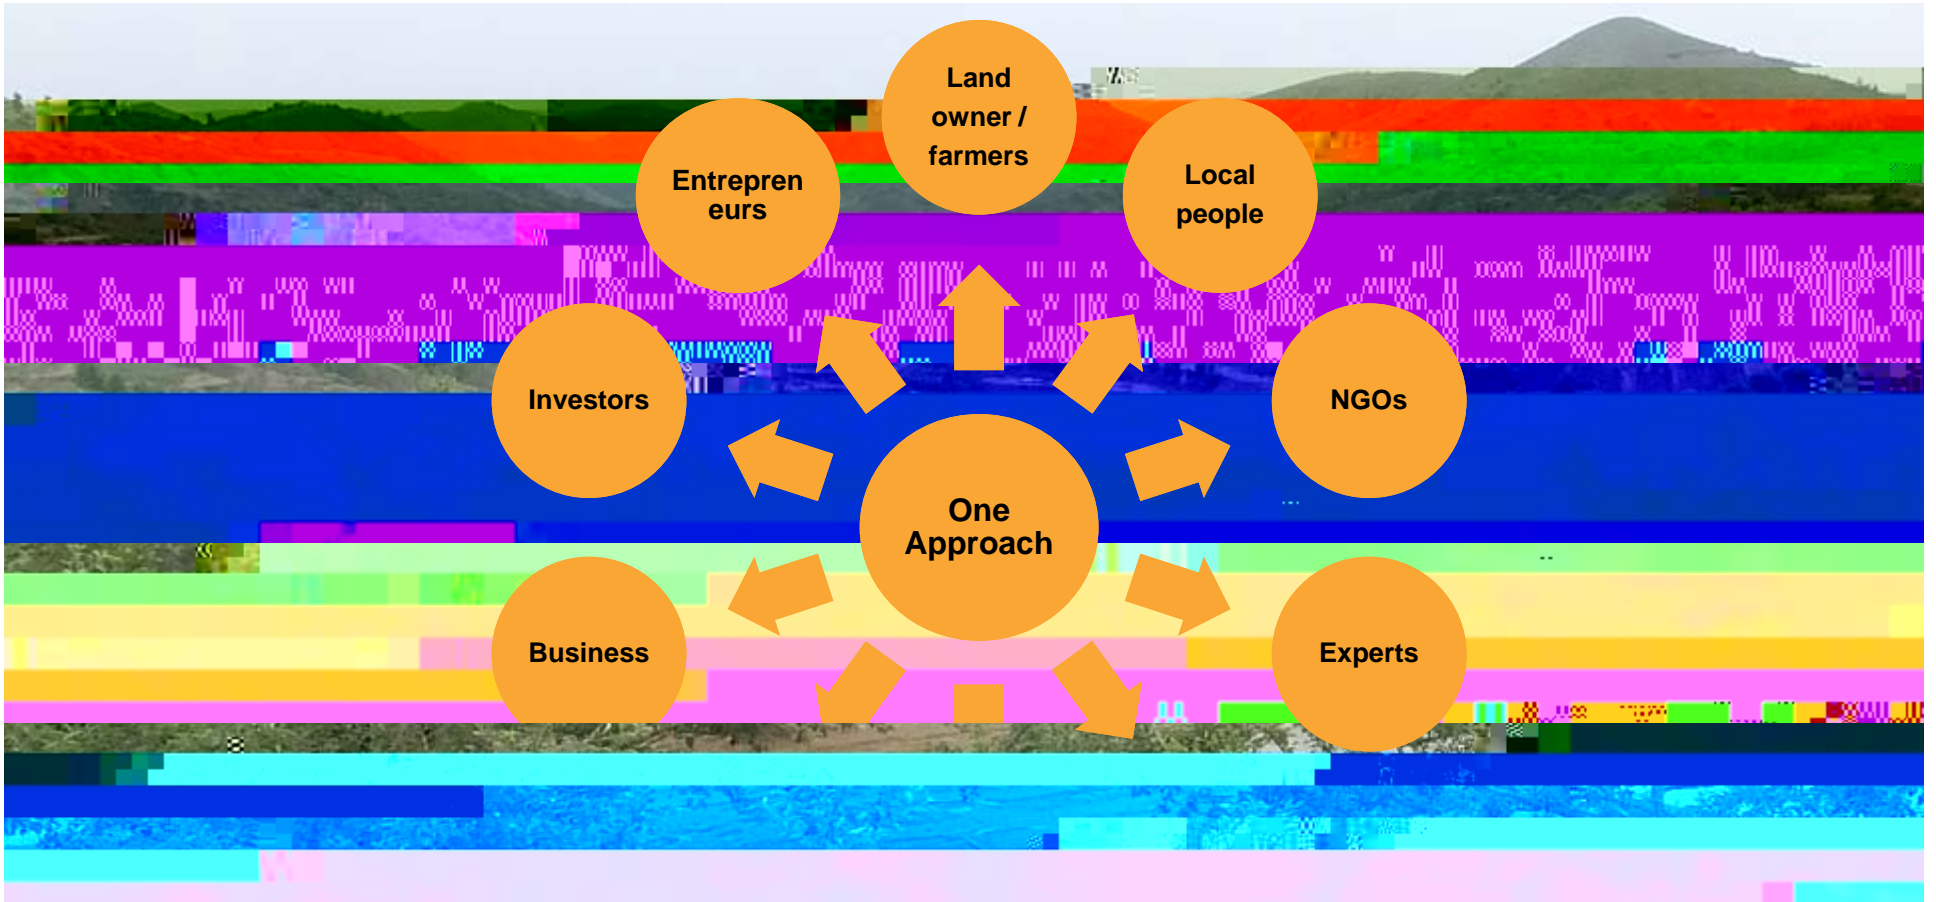 Land
owner /
farmers
Entrepren
eurs
Local
people
Investors
NGOs
One
Approach
Business
Experts